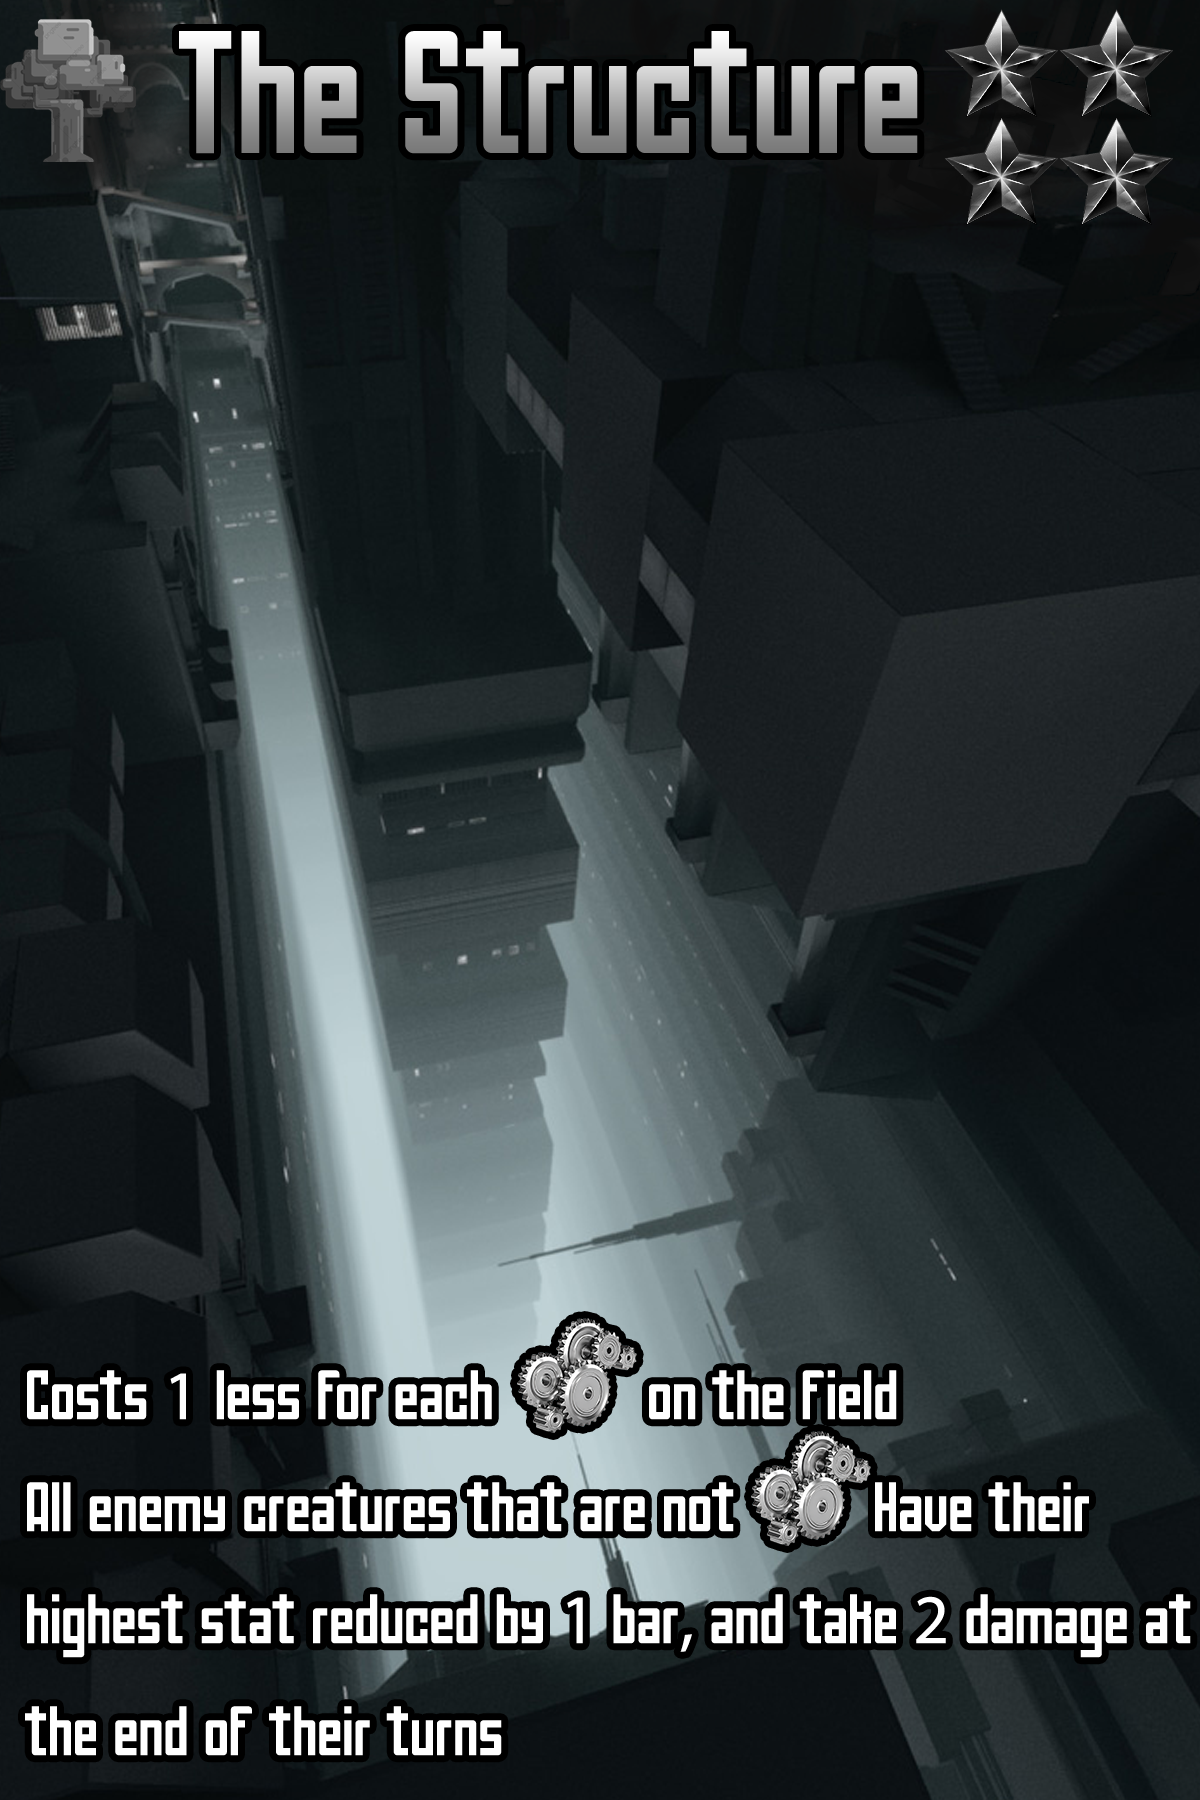 The Structure
Costs 1 less for each on the field
All enemy creatures that are not Have their
highest stat reduced by 1 bar, and take 2 damage at
the end of their turns